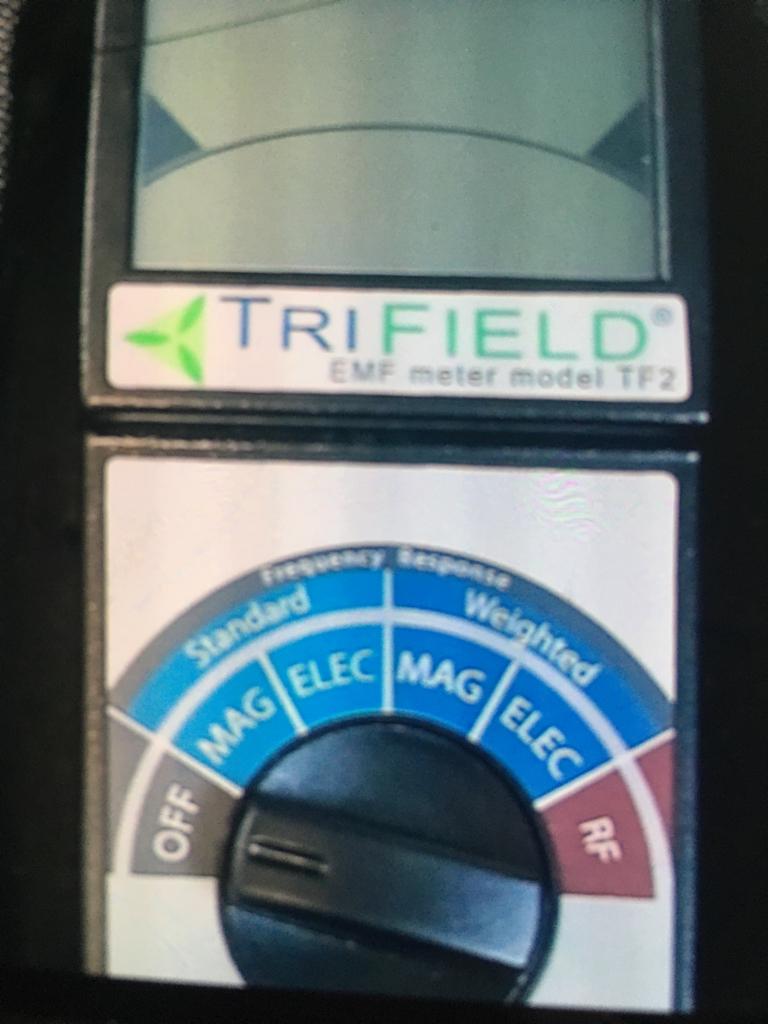 TRIFIELD®
EMF meter model TF2
Frequency Response
Standard Weighted
OFF MAG ELEC MAG ELEC RF